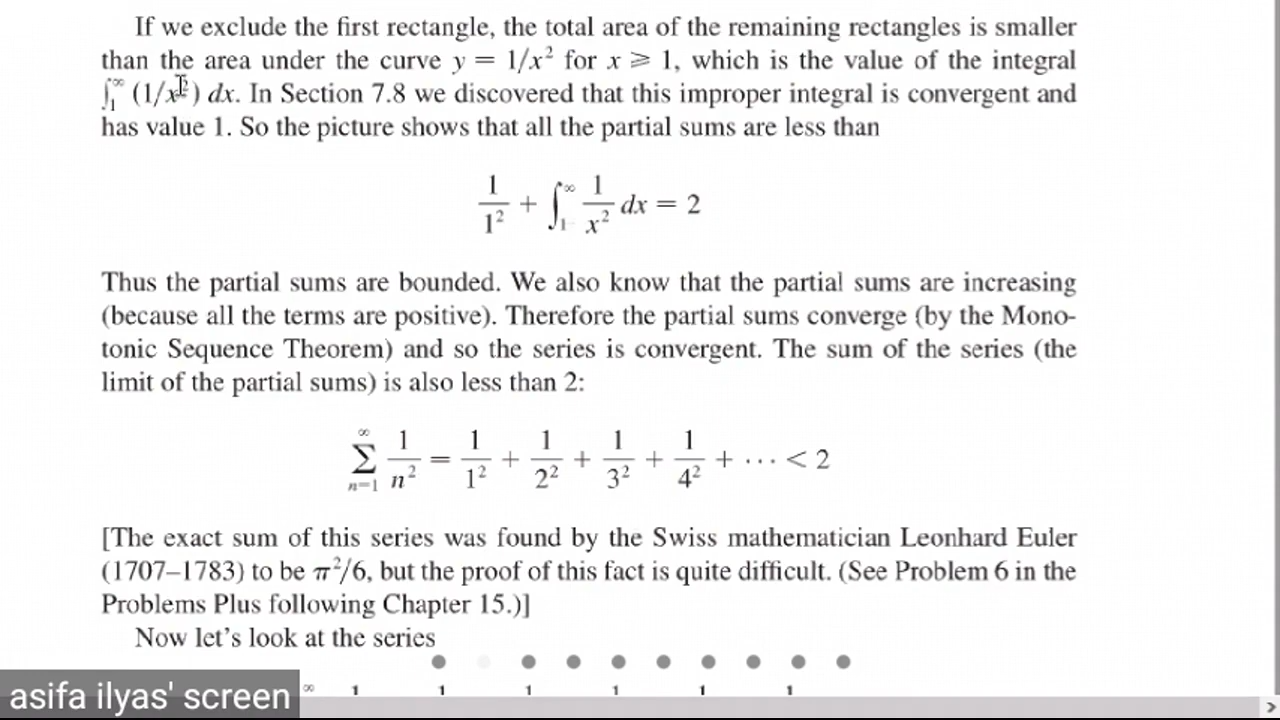 If we exclude the first rectangle, the total area of the remaining rectangles is smaller
than the area under the curve y = 1/x² for x ⩾ 1, which is the value of the integral
∫₁^∞ (1/x²) dx. In Section 7.8 we discovered that this improper integral is convergent and
has value 1. So the picture shows that all the partial sums are less than
1/1² + ∫₁^∞ 1/x² dx = 2
Thus the partial sums are bounded. We also know that the partial sums are increasing
(because all the terms are positive). Therefore the partial sums converge (by the Mono-
tonic Sequence Theorem) and so the series is convergent. The sum of the series (the
limit of the partial sums) is also less than 2:
∞∑n=1 1/n² = 1/1² + 1/2² + 1/3² + 1/4² + ··· < 2
[The exact sum of this series was found by the Swiss mathematician Leonhard Euler
(1707–1783) to be π²/6, but the proof of this fact is quite difficult. (See Problem 6 in the
Problems Plus following Chapter 15.)]
Now let's look at the series
∞ 1 1 1 1 1 1
asifa ilyas' screen